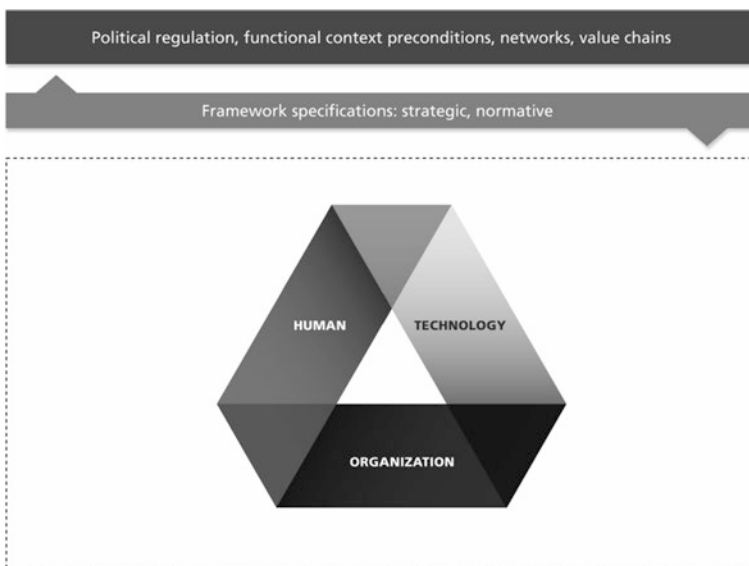 Political regulation, functional context preconditions, networks, value chains
Framework specifications: strategic, normative
HUMAN
TECHNOLOGY
ORGANIZATION